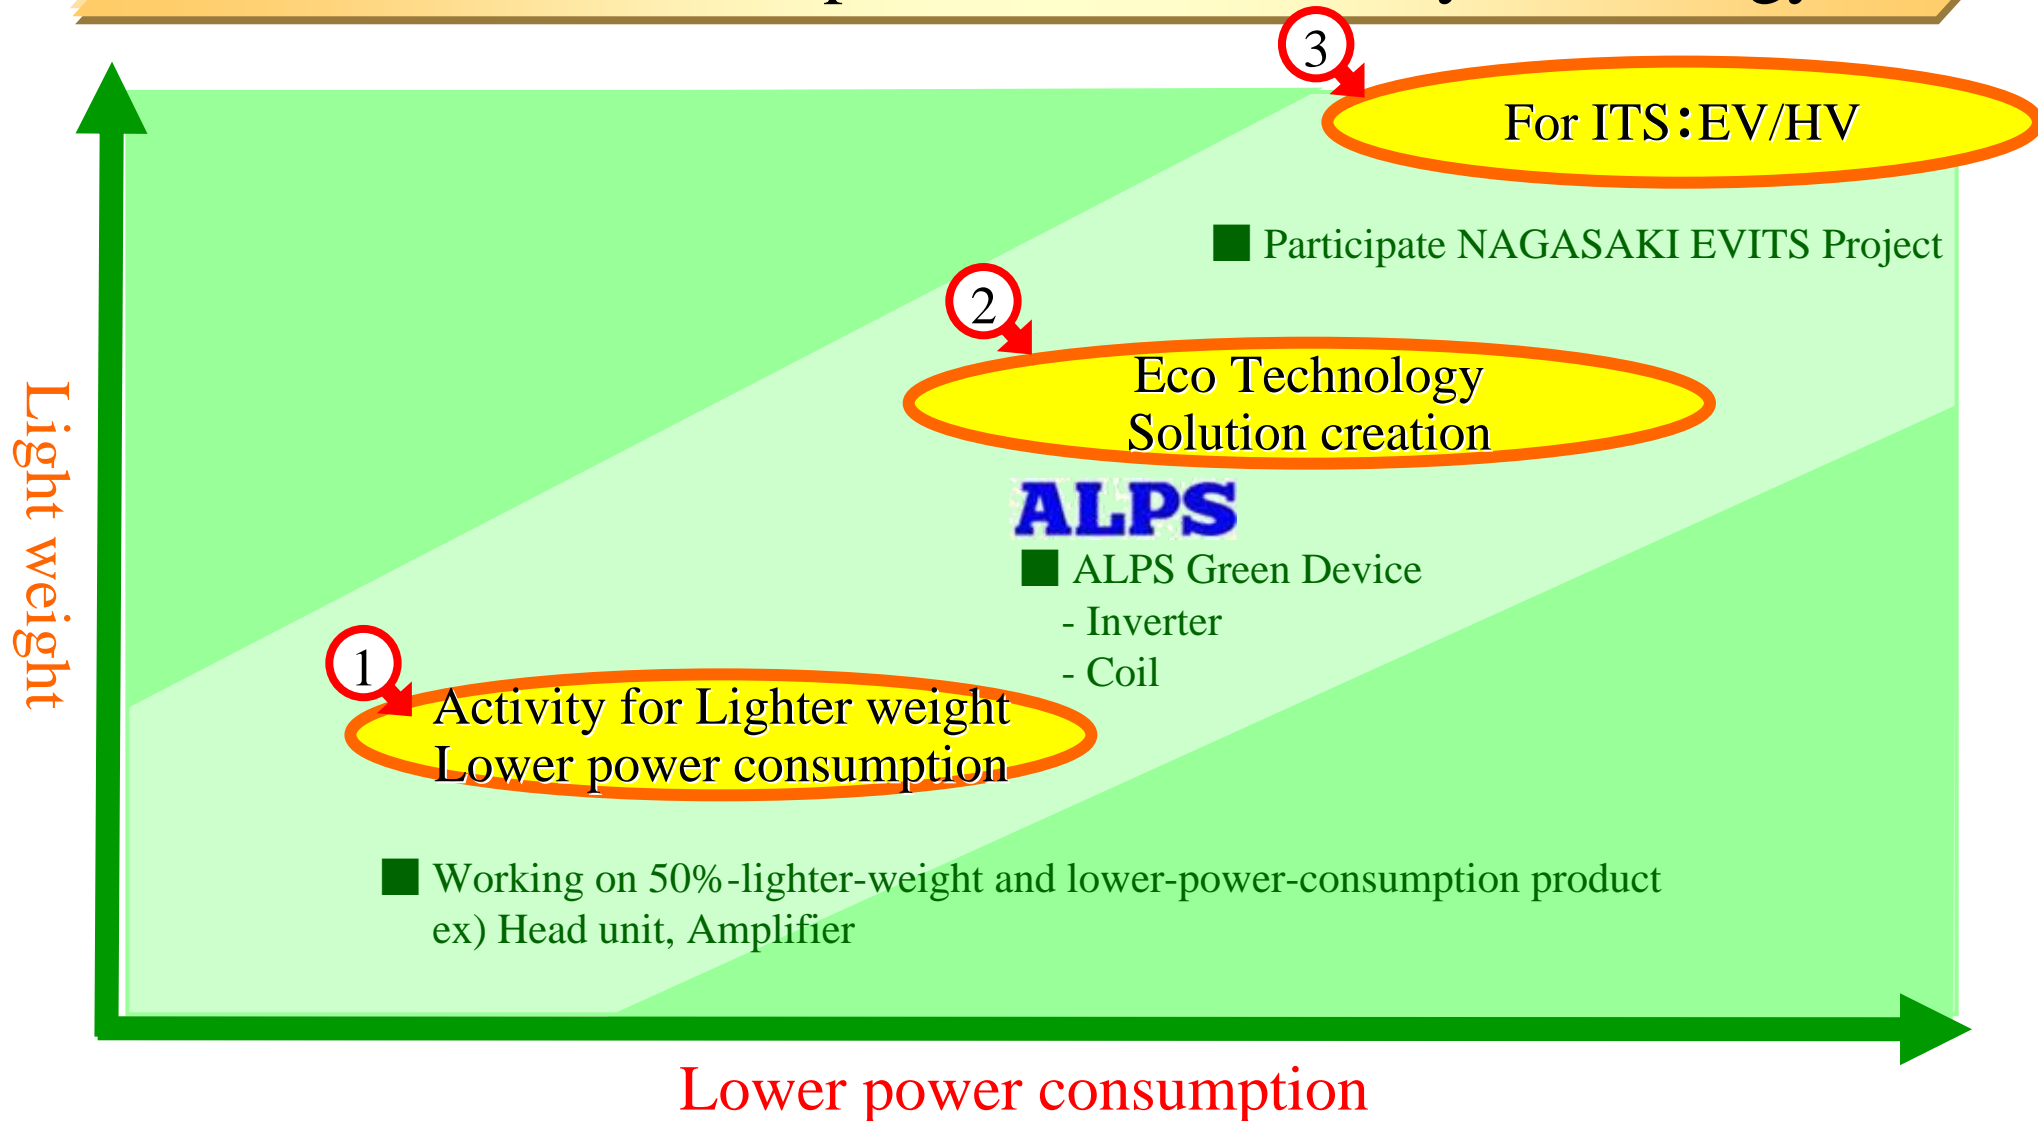 3
For ITS:EV/HV
■ Participate NAGASAKI EVITS Project
2
Eco Technology
Solution creation
ALPS
■ ALPS Green Device
- Inverter
- Coil
1
Activity for Lighter weight
Lower power consumption
■ Working on 50%-lighter-weight and lower-power-consumption product
ex) Head unit, Amplifier
Light weight
Lower power consumption